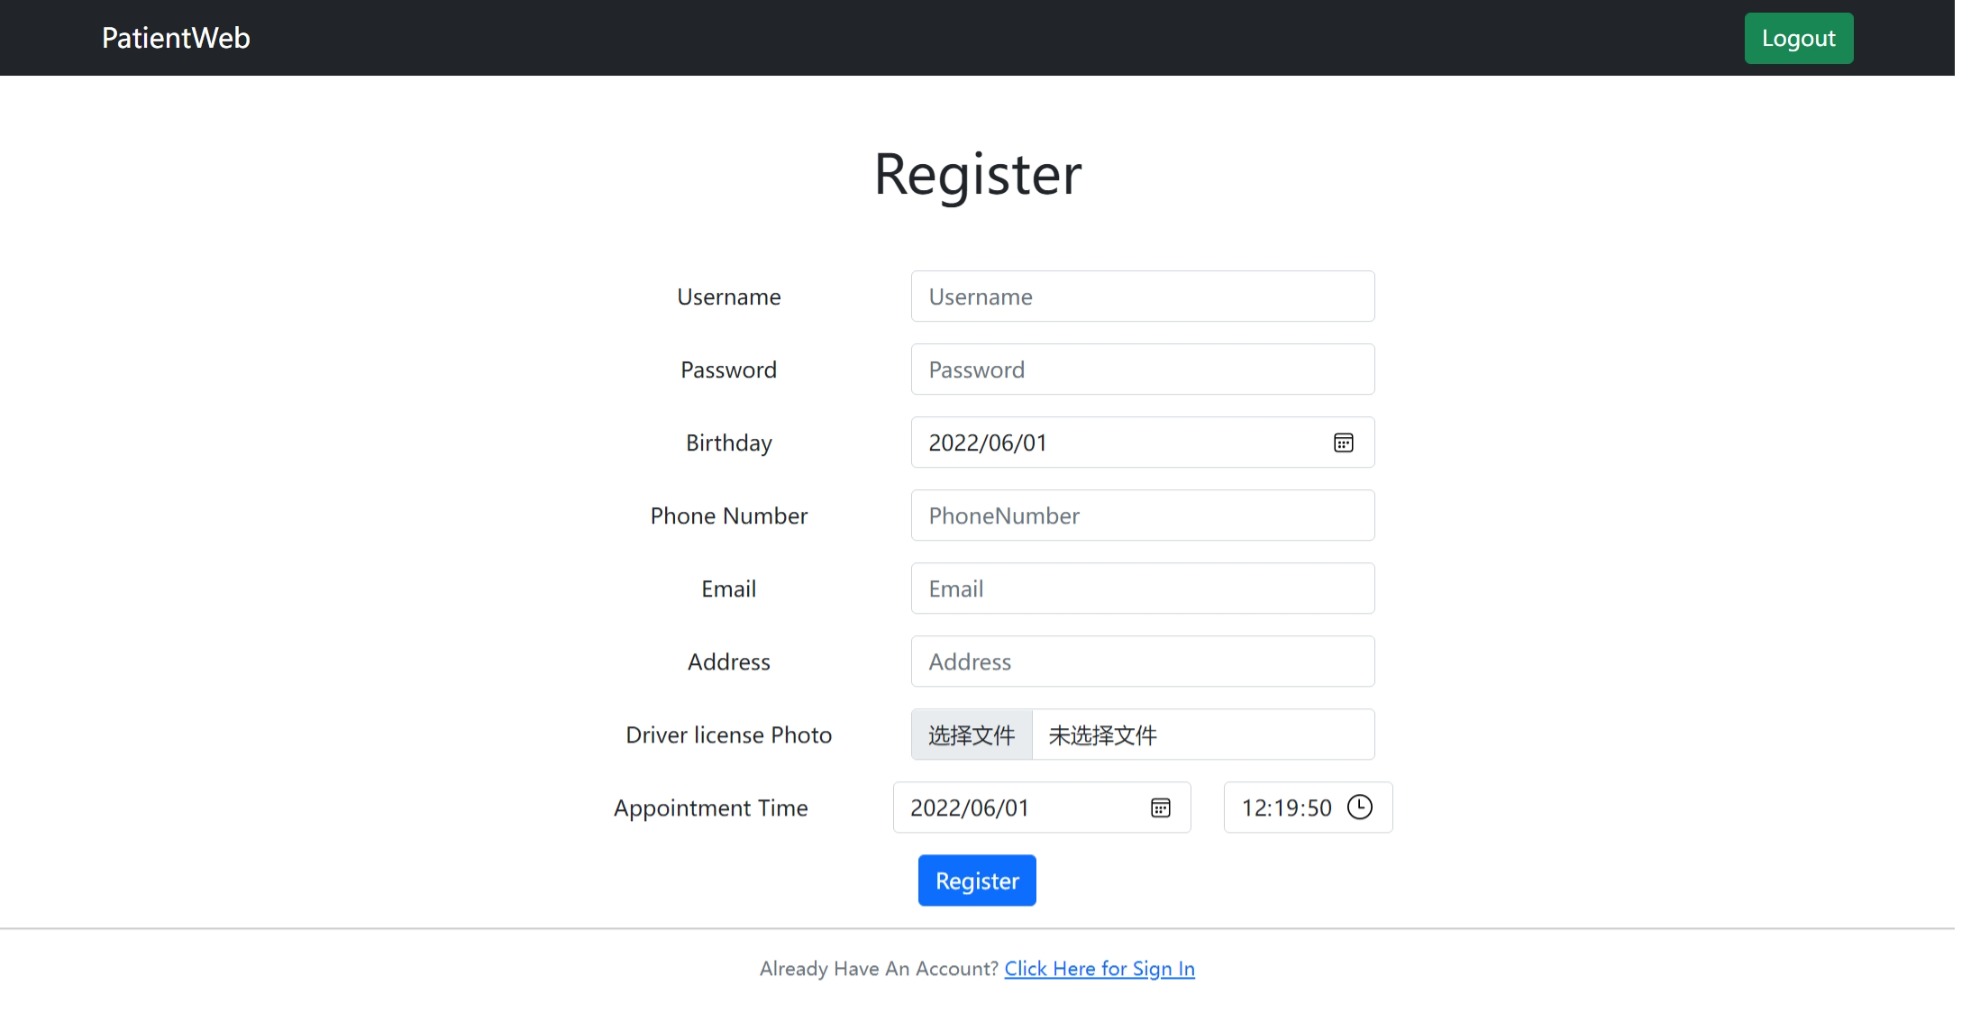 PatientWeb Logout
Register
Username Username
Password Password
Birthday 2022/06/01
Phone Number PhoneNumber
Email Email
Address Address
Driver license Photo 选择文件 未选择文件
Appointment Time 2022/06/01 12:19:50
Register
Already Have An Account? Click Here for Sign In